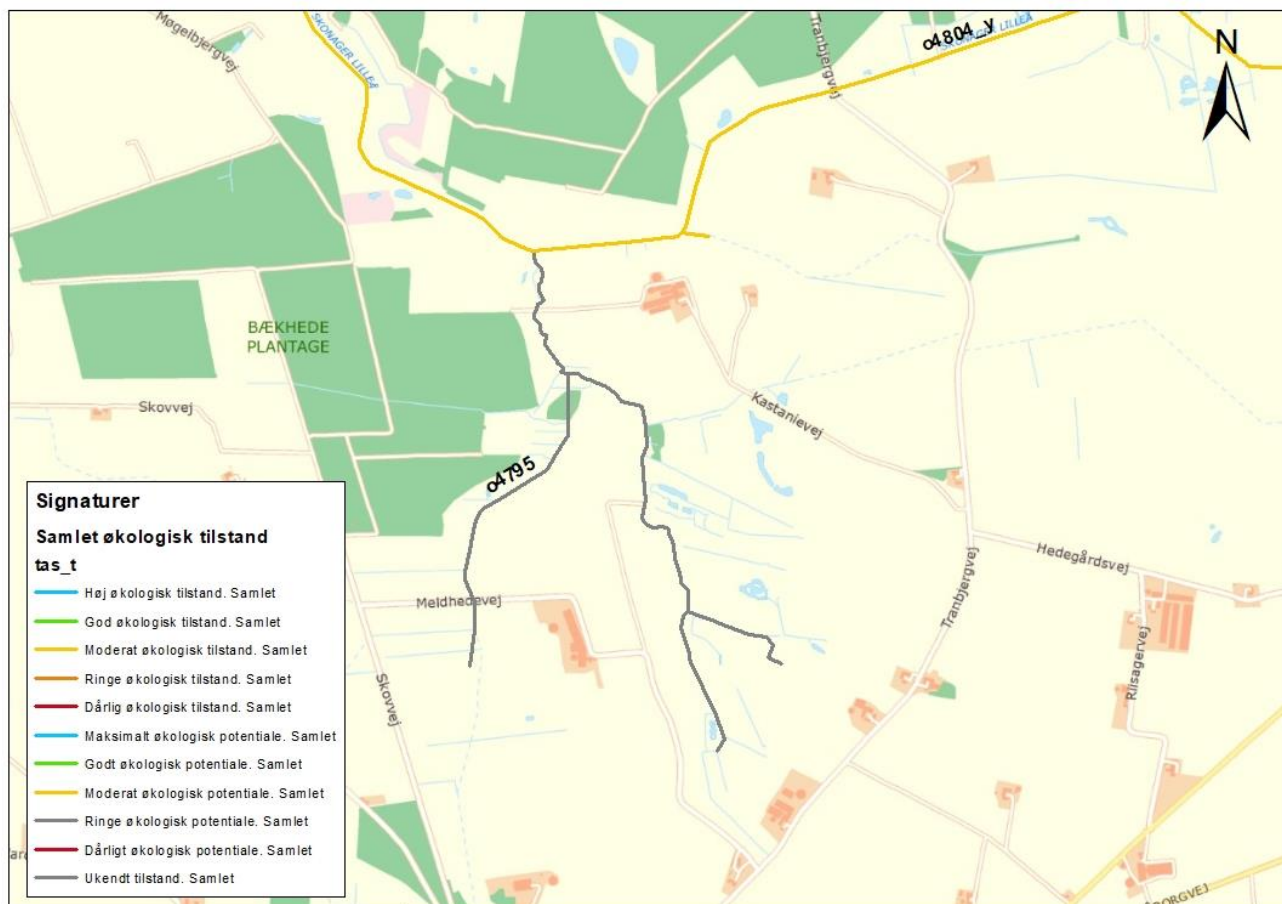 Møgelbjergvej
SKONAGER LILLEÅ
Tranbjergvej
o4804_y
SKONAGER LILLEÅ
N
BÆKHEDE
PLANTAGE
Skovvej
Kastanievej
o4795
Hedegårdsvej
Meldhedevej
Tranbjergvej
Riisagervej
Skovvej
Signaturer
Samlet økologisk tilstand
tas_t
Høj økologisk tilstand. Samlet
God økologisk tilstand. Samlet
Moderat økologisk tilstand. Samlet
Ringe økologisk tilstand. Samlet
Dårlig økologisk tilstand. Samlet
Maksimalt økologisk potentiale. Samlet
Godt økologisk potentiale. Samlet
Moderat økologisk potentiale. Samlet
Ringe økologisk potentiale. Samlet
Dårligt økologisk potentiale. Samlet
Ukendt tilstand. Samlet